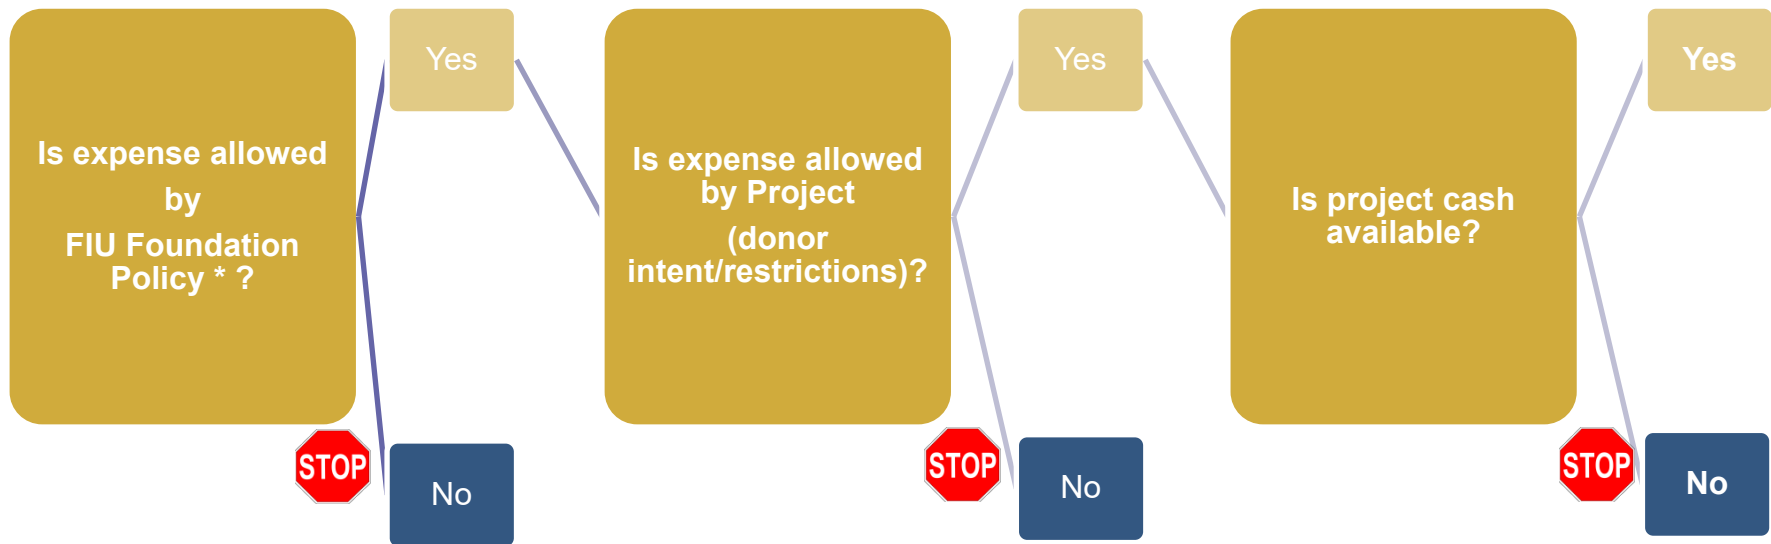 Is expense allowed
by
FIU Foundation
Policy * ?
Yes
STOP
No
Is expense allowed
by Project
(donor
intent/restrictions)?
Yes
STOP
No
Is project cash
available?
Yes
STOP
No